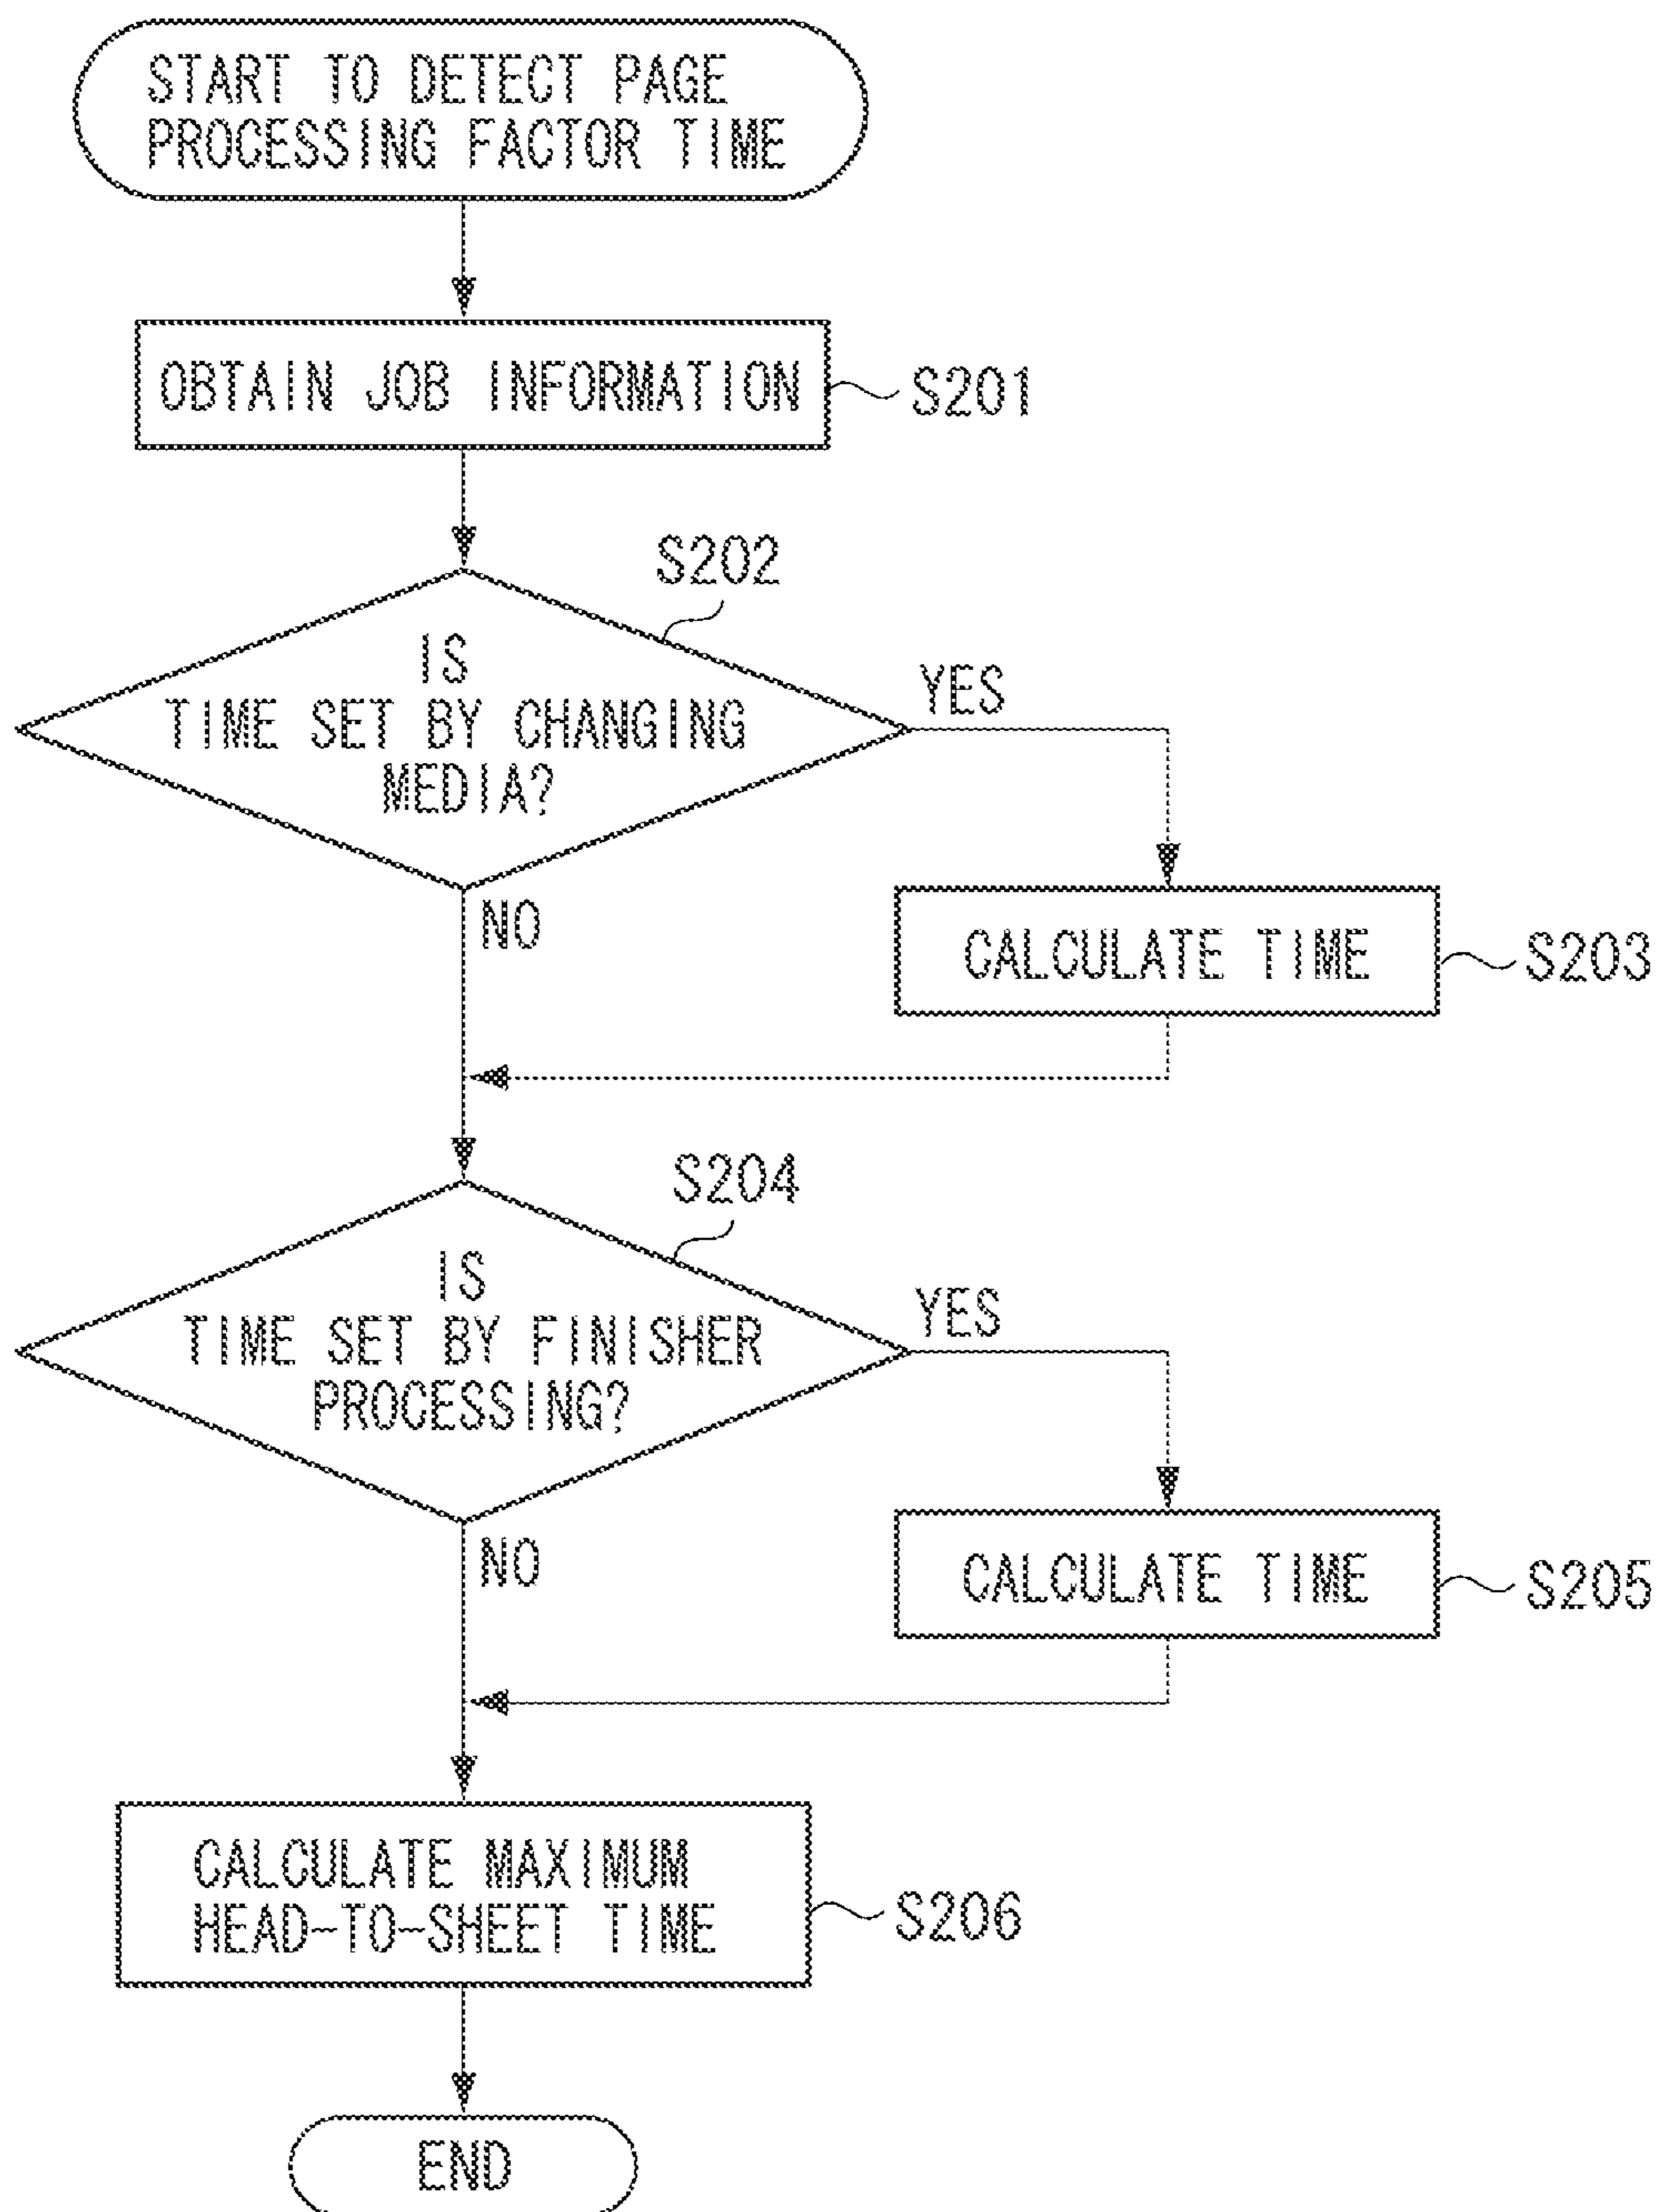 START TO DETECT PAGE
PROCESSING FACTOR TIME
OBTAIN JOB INFORMATION
S201
S202
IS
TIME SET BY CHANGING
MEDIA?
YES
NO
CALCULATE TIME
S203
S204
IS
TIME SET BY FINISHER
PROCESSING?
YES
NO
CALCULATE TIME
S205
CALCULATE MAXIMUM
HEAD-TO-SHEET TIME
S206
END